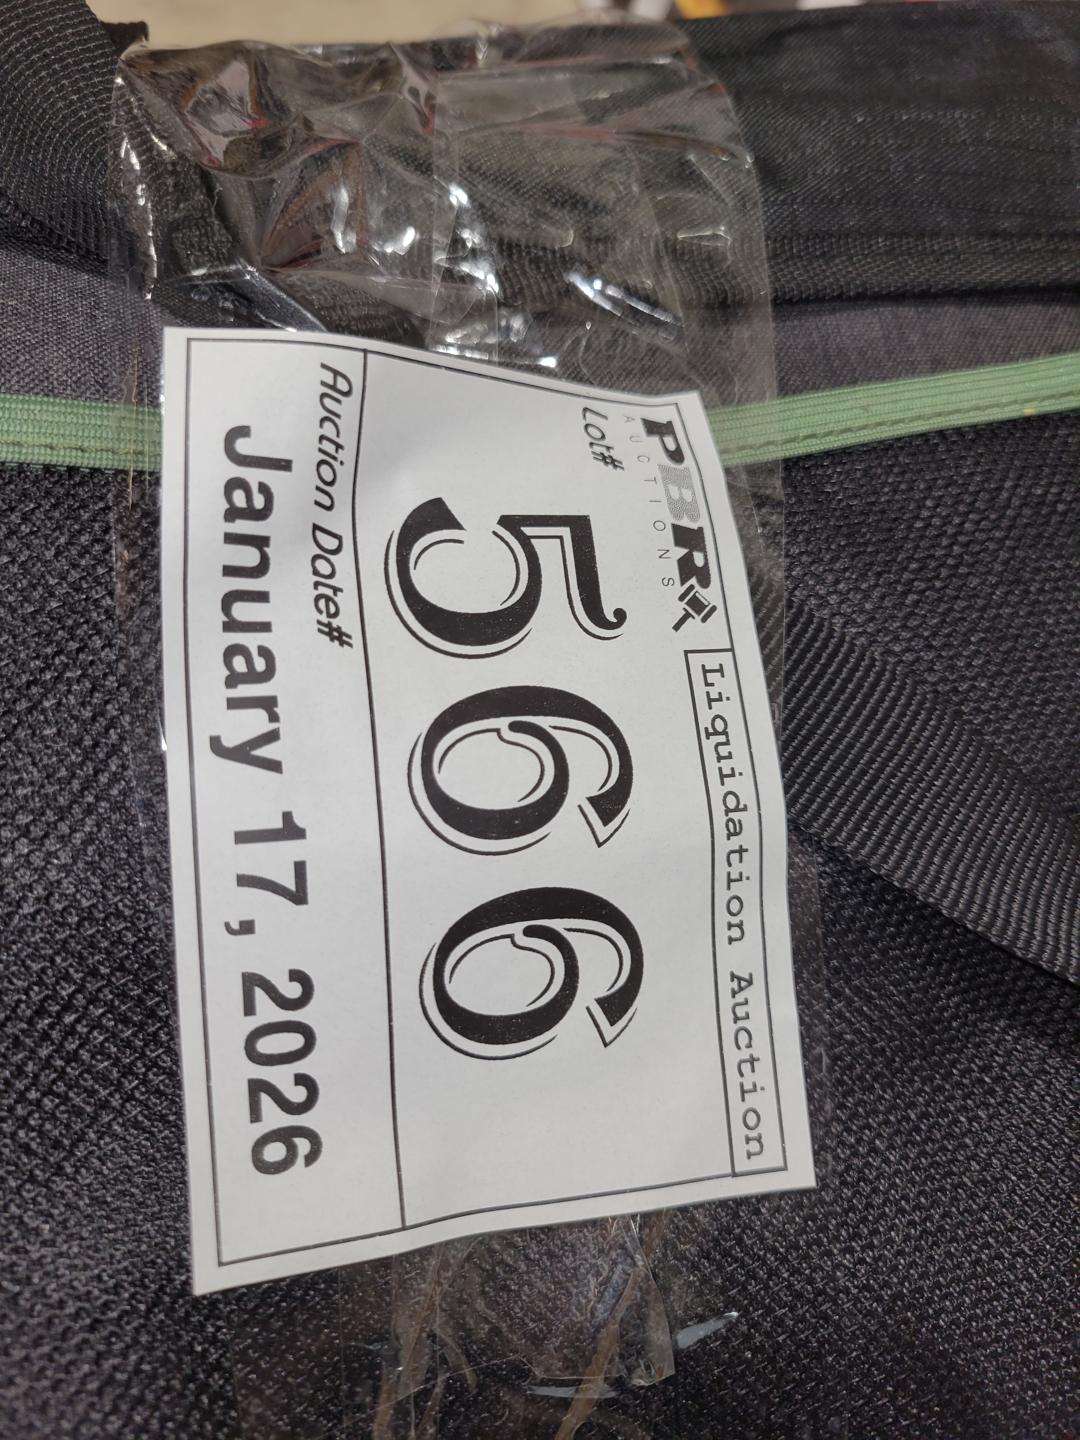 PBR
AUCTIONS
Liquidation Auction
Lot#
566
Auction Date#
January 17, 2026